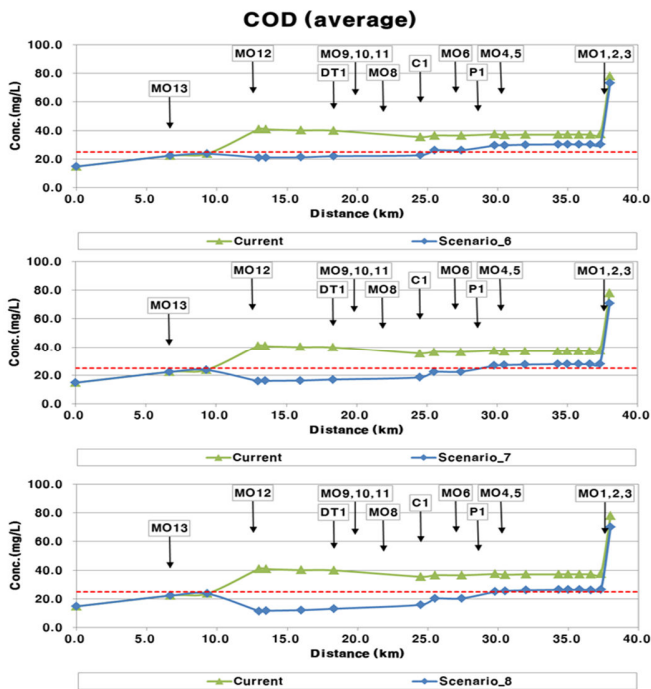 COD (average)
100.0
80.0
60.0
40.0
20.0
0.0
Conc.(mg/L)
MO13
MO12
MO9,10,11
DT1
MO8
C1
MO6
P1
MO4,5
MO1,2,3
0.0 5.0 10.0 15.0 20.0 25.0 30.0 35.0 40.0
Distance (km)
Current Scenario_6
100.0
80.0
60.0
40.0
20.0
0.0
Conc.(mg/L)
MO13
MO12
MO9,10,11
DT1
MO8
C1
MO6
P1
MO4,5
MO1,2,3
0.0 5.0 10.0 15.0 20.0 25.0 30.0 35.0 40.0
Distance (km)
Current Scenario_7
100.0
80.0
60.0
40.0
20.0
0.0
Conc.(mg/L)
MO13
MO12
MO9,10,11
DT1
MO8
C1
MO6
P1
MO4,5
MO1,2,3
0.0 5.0 10.0 15.0 20.0 25.0 30.0 35.0 40.0
Distance (km)
Current Scenario_8